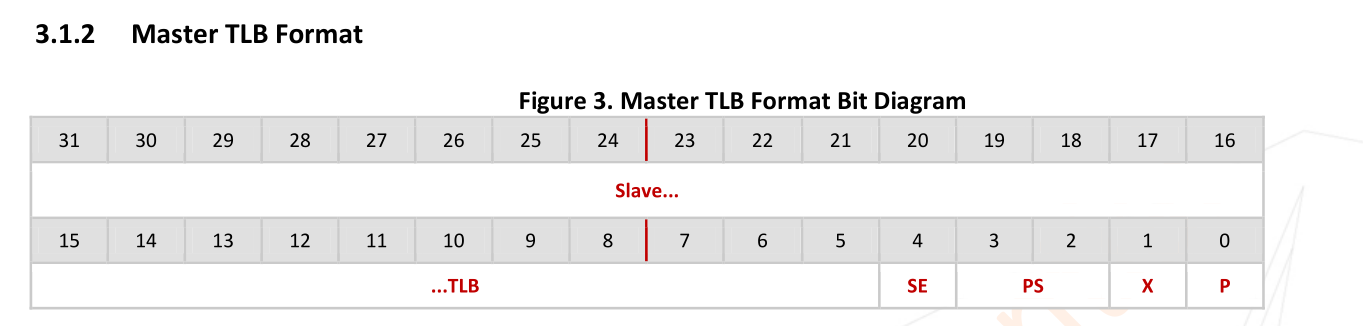 3.1.2 Master TLB Format
Figure 3. Master TLB Format Bit Diagram
31 30 29 28 27 26 25 24 23 22 21 20 19 18 17 16
Slave...
15 14 13 12 11 10 9 8 7 6 5 4 3 2 1 0
...TLB SE PS X P